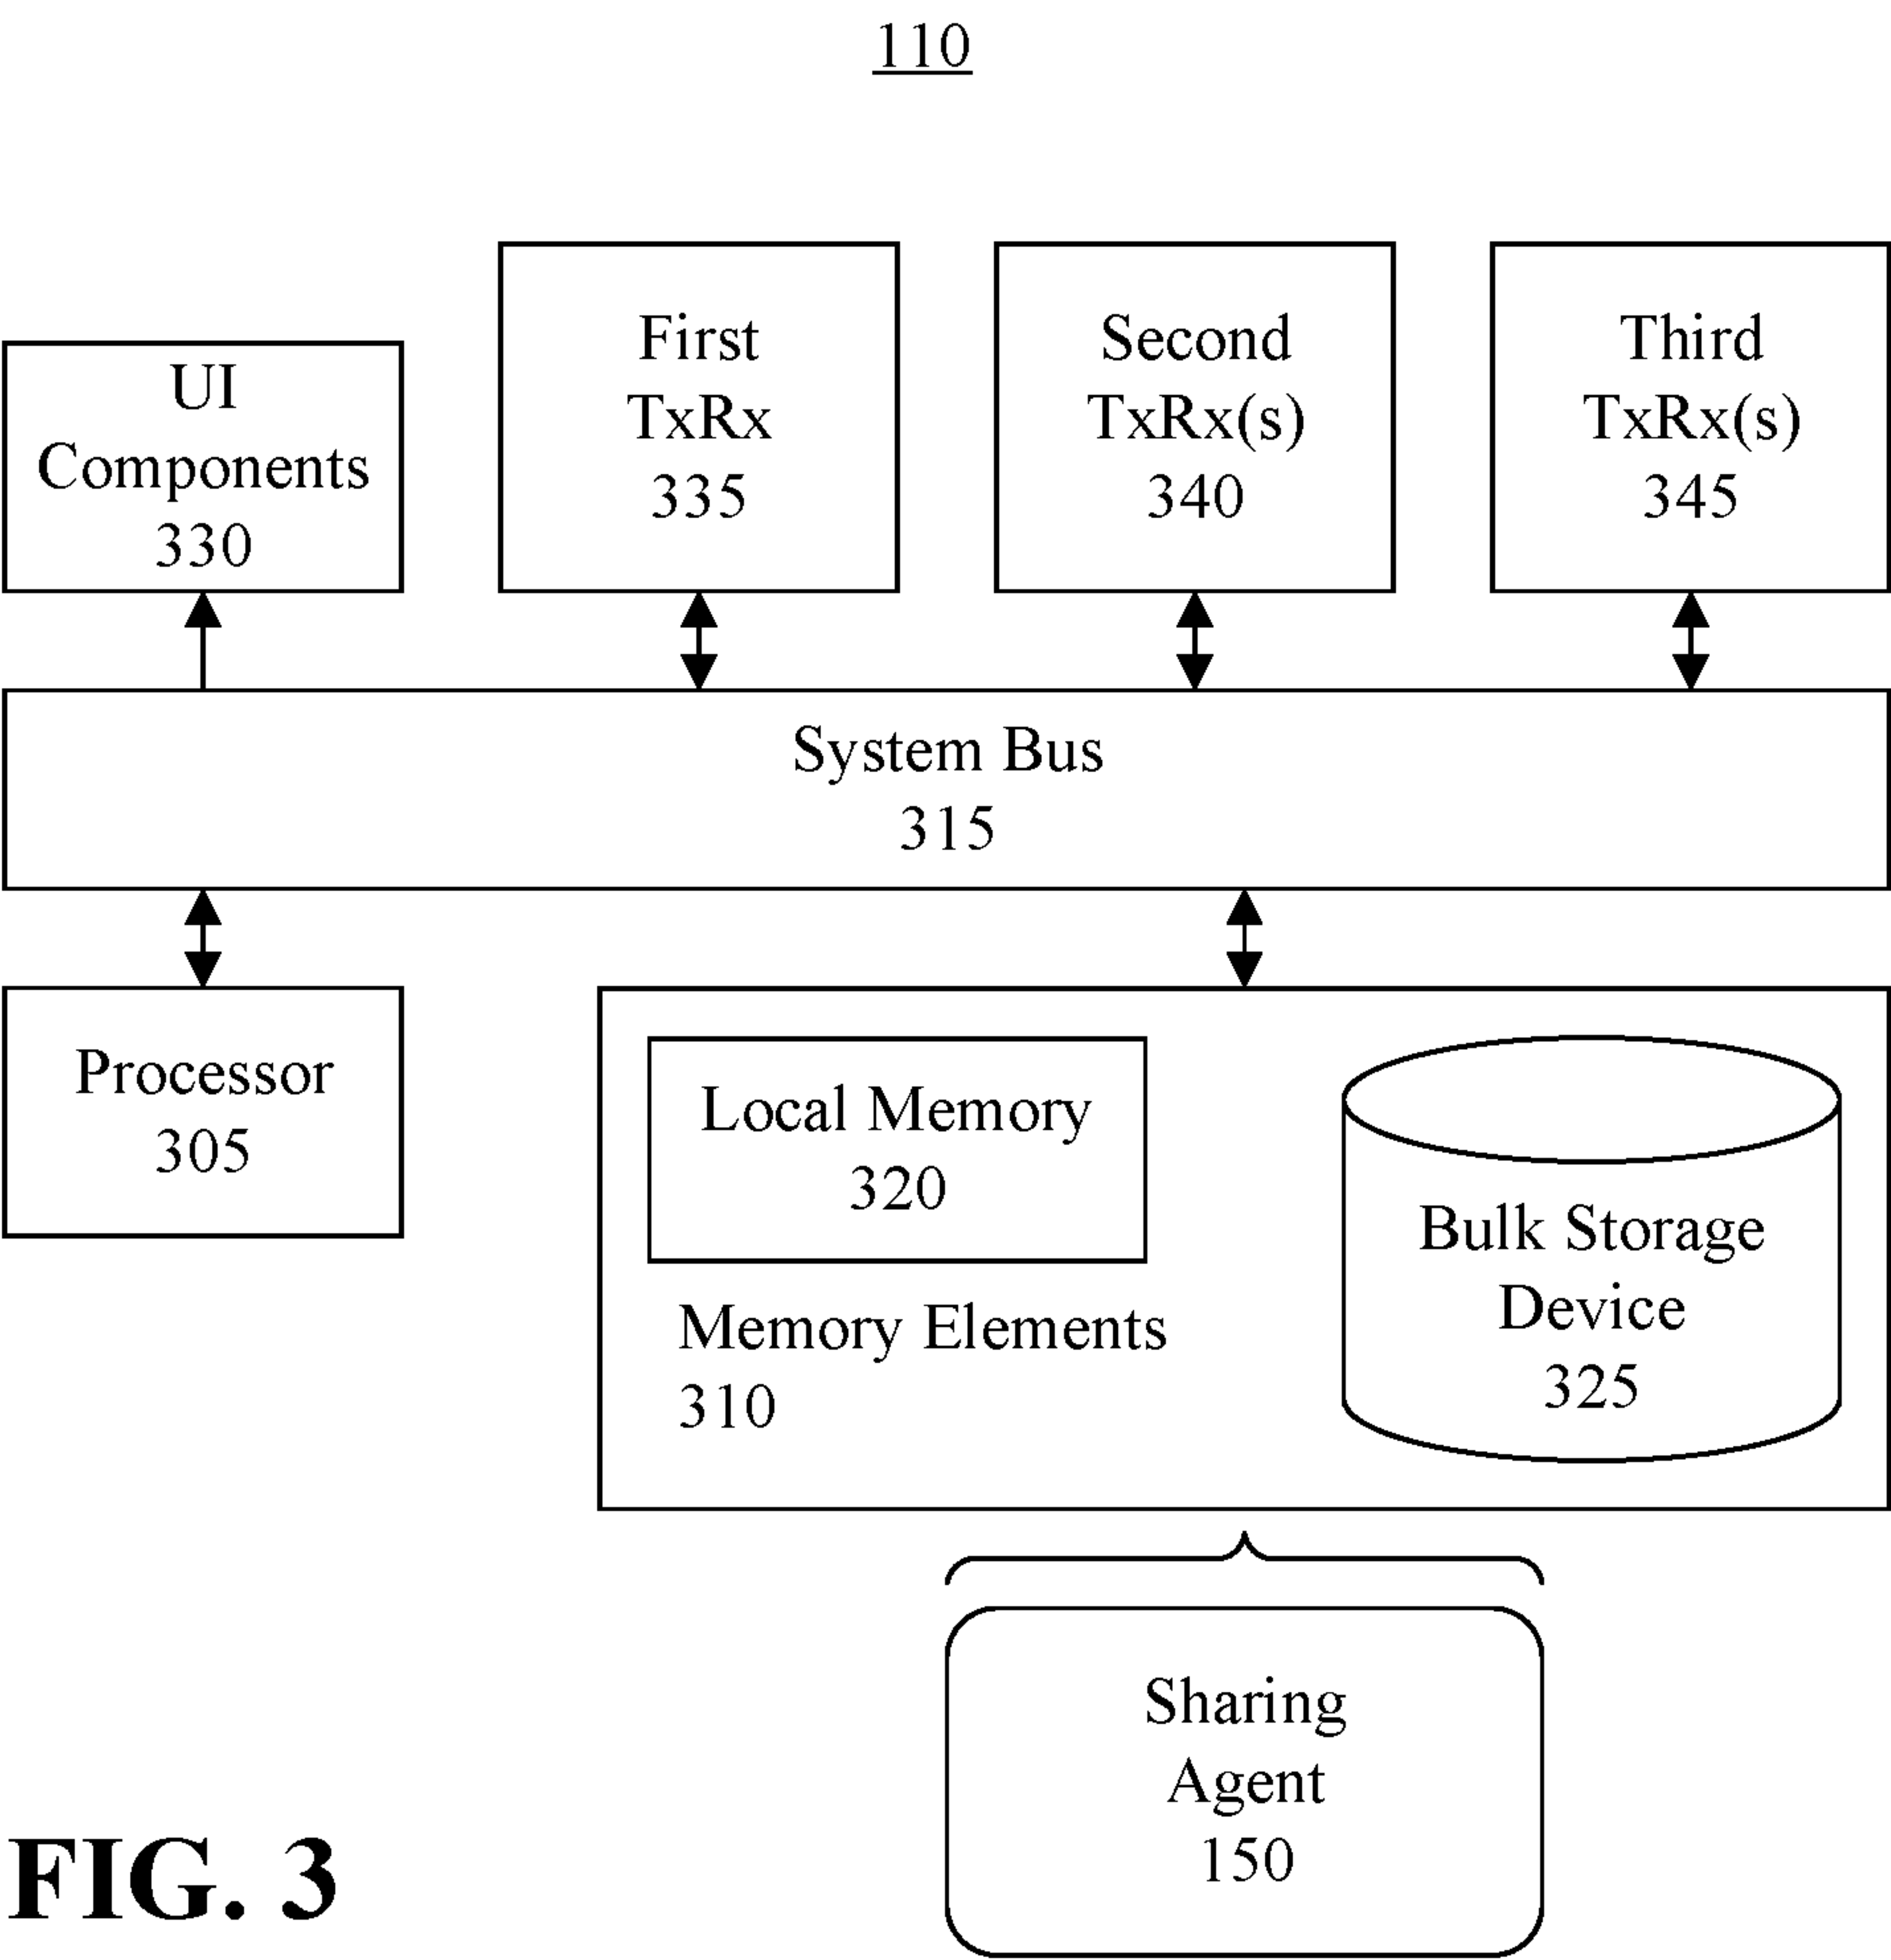 110
UI
Components
330
First
TxRx
335
Second
TxRx(s)
340
Third
TxRx(s)
345
System Bus
315
Processor
305
Local Memory
320
Memory Elements
310
Bulk Storage
Device
325
Sharing
Agent
150
FIG. 3